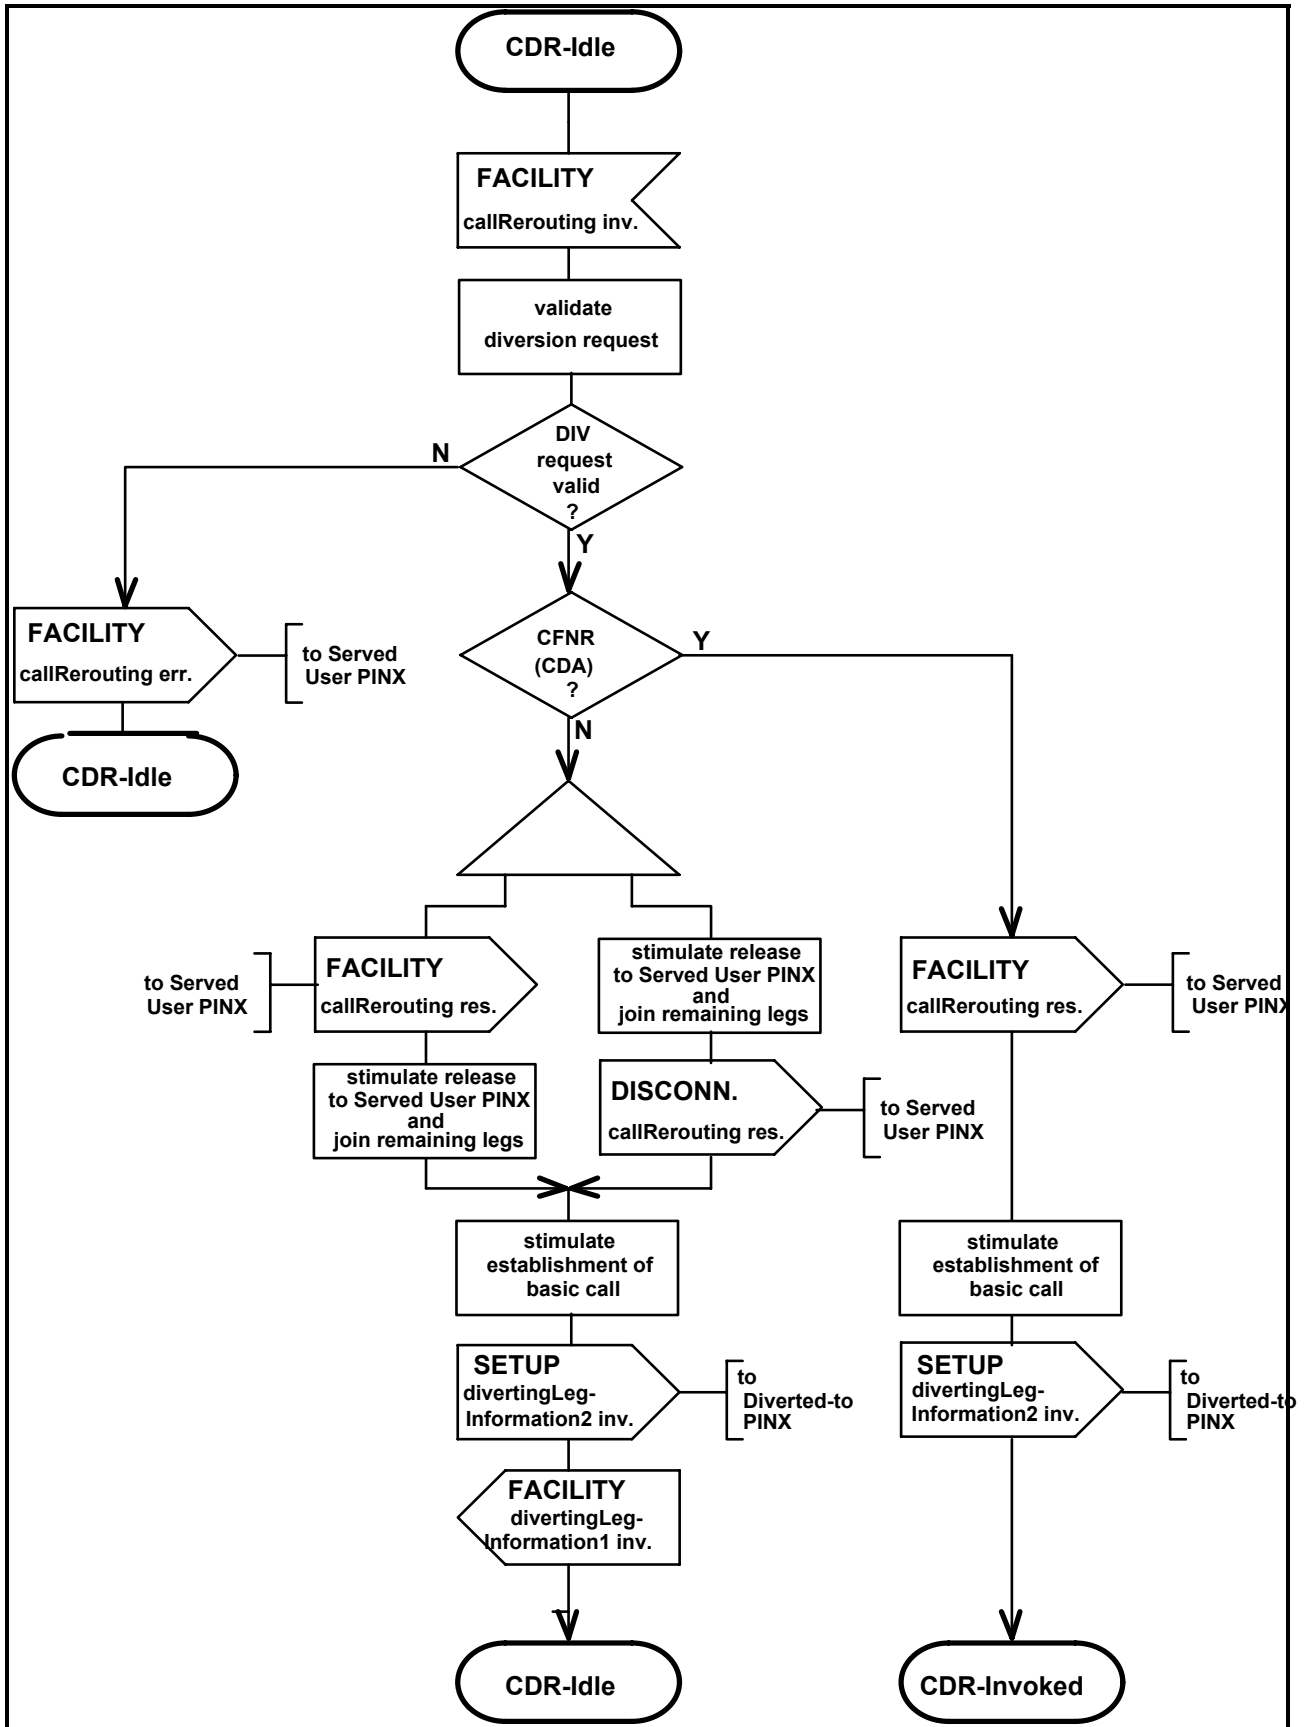 CDR-Idle
FACILITY
callRerouting inv.
validate
diversion request
DIV
request
valid
?
N
Y
FACILITY
callRerouting err.
to Served
User PINX
CDR-Idle
CFNR
(CDA)
?
Y
N
to Served
User PINX
FACILITY
callRerouting res.
stimulate release
to Served User PINX
and
join remaining legs
stimulate release
to Served User PINX
and
join remaining legs
DISCONN.
callRerouting res.
to Served
User PINX
FACILITY
callRerouting res.
to Served
User PINX
stimulate
establishment of
basic call
SETUP
divertingLeg-
Information2 inv.
to
Diverted-to
PINX
FACILITY
divertingLeg-
Information1 inv.
CDR-Idle
stimulate
establishment of
basic call
SETUP
divertingLeg-
Information2 inv.
to
Diverted-to
PINX
CDR-Invoked